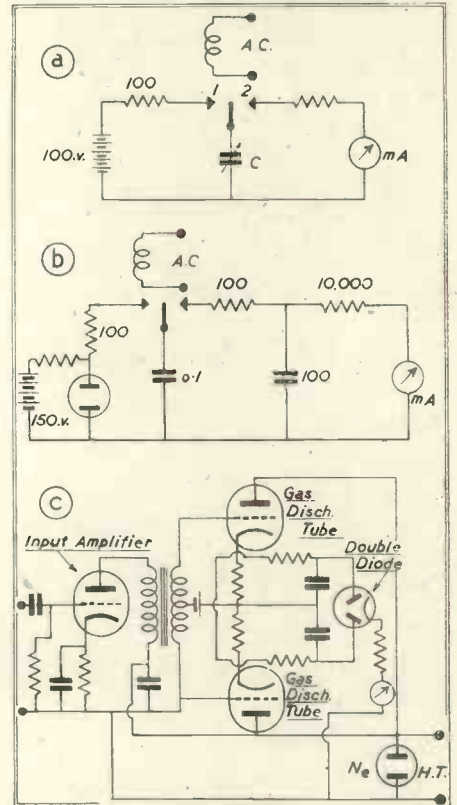 a
A.C.
100
1 2
100.v.
C
mA
b
A.C
100
10,000
100
0.1
100
150.v.
mA
c
Gas
Disch.
Tube
Input Amplifier
Double
Diode
Gas
Disch.
Tube
Ne
H.T.